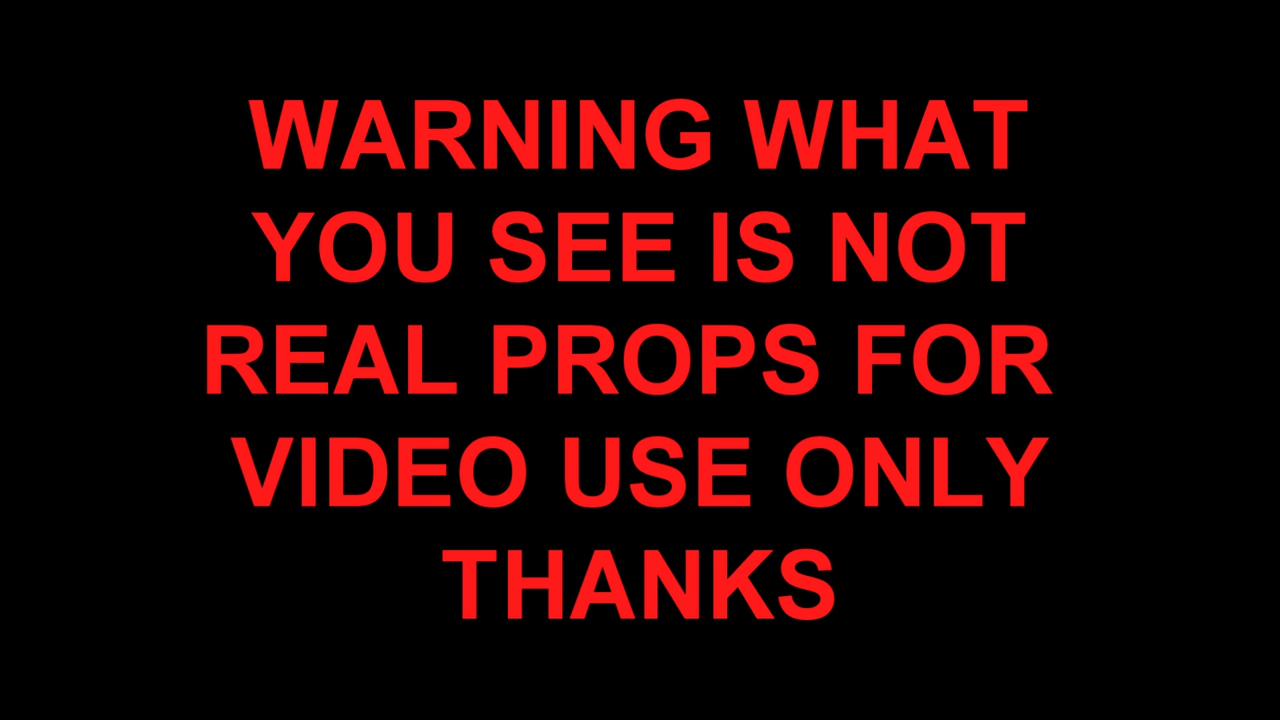 WARNING WHAT
YOU SEE IS NOT
REAL PROPS FOR
VIDEO USE ONLY
THANKS